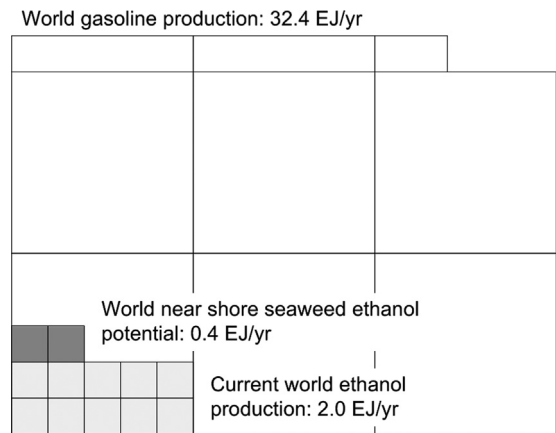 World gasoline production: 32.4 EJ/yr
World near shore seaweed ethanol
potential: 0.4 EJ/yr
Current world ethanol
production: 2.0 EJ/yr